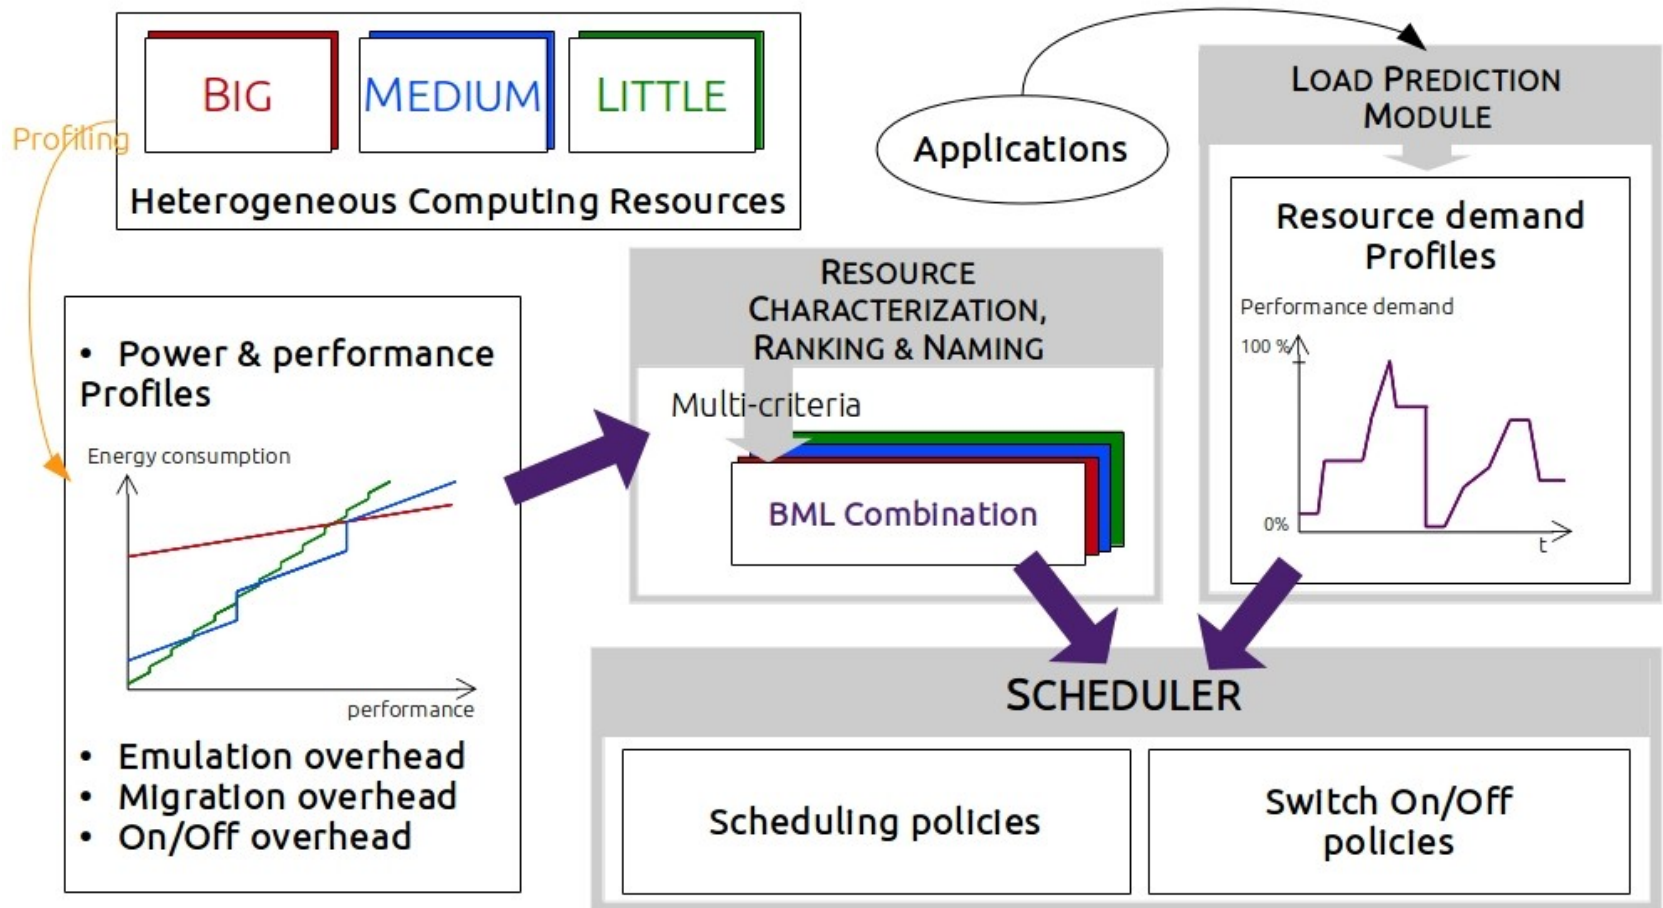 BIG
MEDIUM
LITTLE
Profiling
Heterogeneous Computing Resources
Applications
LOAD PREDICTION
MODULE
Resource demand
Profiles
Performance demand
100 %
0%
t
RESOURCE
CHARACTERIZATION,
RANKING & NAMING
Multi-criteria
BML Combination
• Power & performance
Profiles
Energy consumption
performance
• Emulation overhead
• Migration overhead
• On/Off overhead
SCHEDULER
Scheduling policies
Switch On/Off
policies